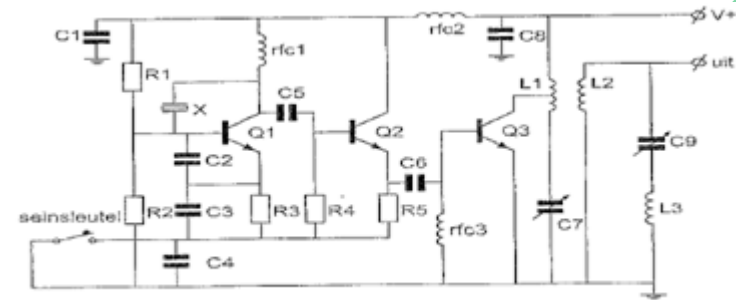 C1 rfc1 rfc2 C8 V+
R1 X C5 L1 L2 uit
Q1 Q2 Q3 C9
C2 C6
seinsleutel R2 C3 R3 R4 R5 rfc3 C7 L3
C4